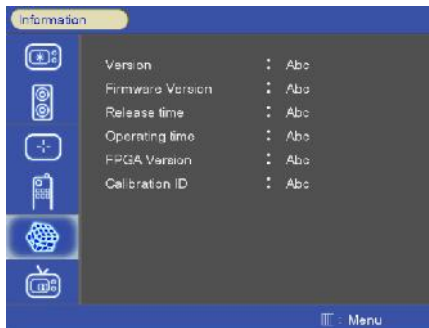 Information
Version : Abc
Firmware Version : Abc
Release time : Abc
Operating time : Abc
FPGA Version : Abc
Calibration ID : Abc
: Menu